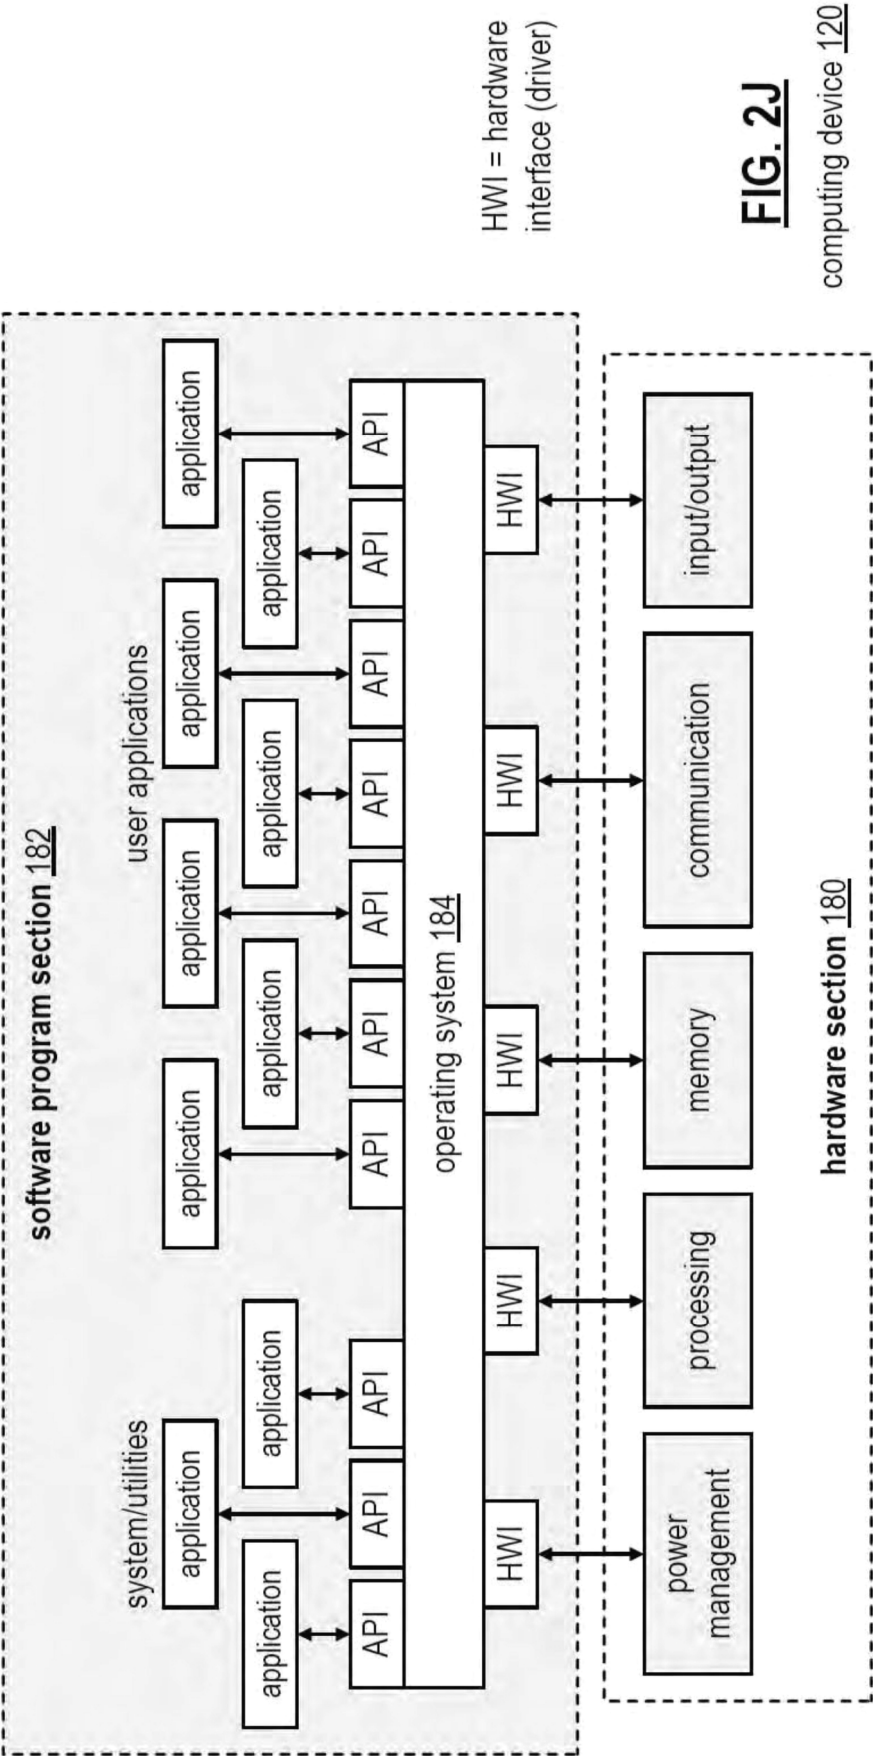 software program section 182
system/utilities
user applications
application
application
application
application
application
application
application
application
application
application
API
API
API
API
API
API
API
API
API
API
operating system 184
HWI
HWI
HWI
HWI
HWI
HWI = hardware
interface (driver)
power
management
processing
memory
communication
input/output
hardware section 180
FIG. 2J
computing device 120